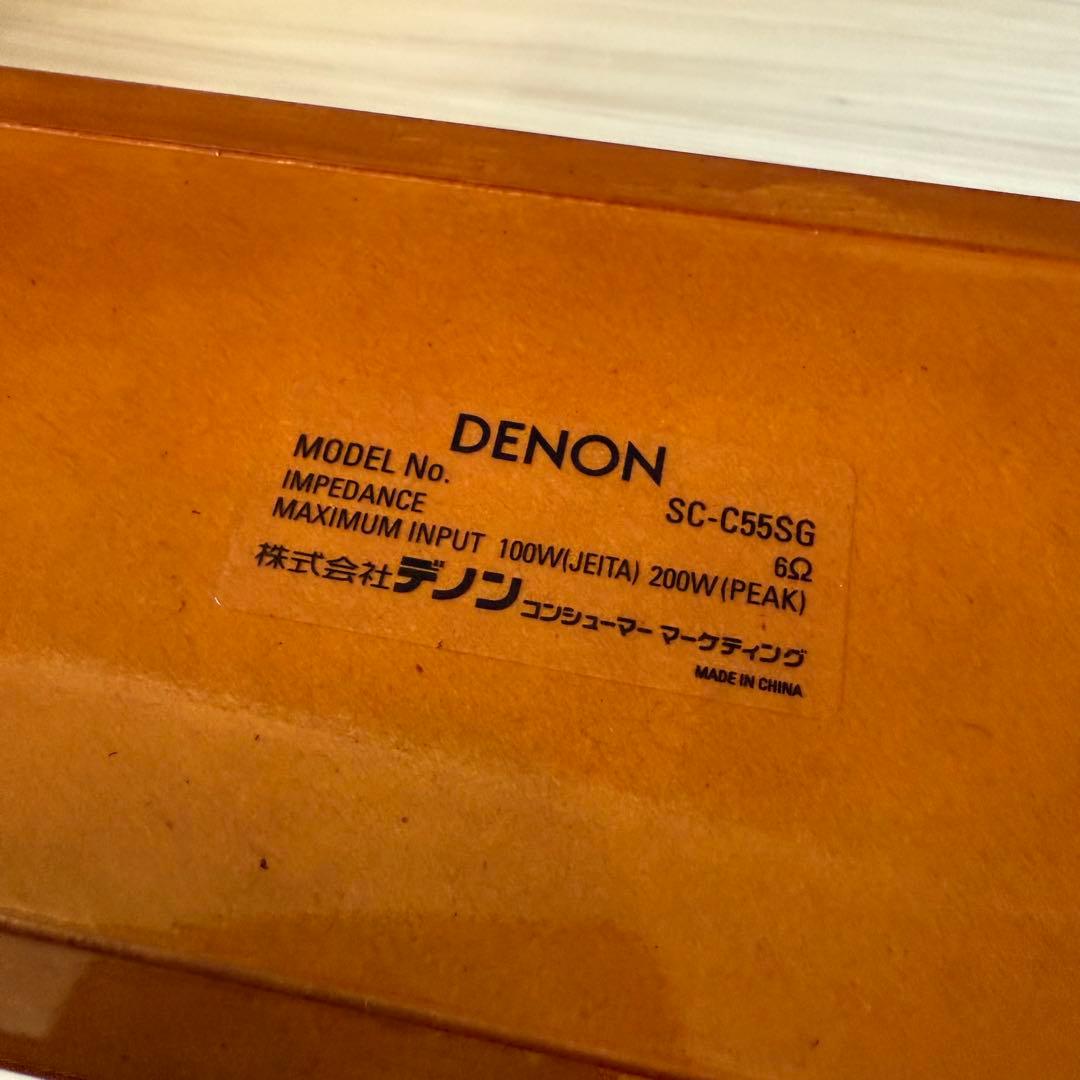 DENON
MODEL No. SC-C55SG
IMPEDANCE 6Ω
MAXIMUM INPUT 100W(JEITA) 200W(PEAK)
株式会社デノン コンシューマー マーケティング
MADE IN CHINA